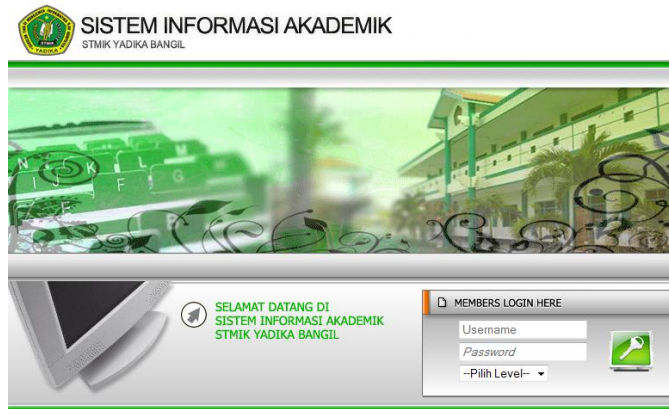 SISTEM INFORMASI AKADEMIK
STMIK YADIKA BANGIL
SELAMAT DATANG DI
SISTEM INFORMASI AKADEMIK
STMIK YADIKA BANGIL
MEMBERS LOGIN HERE
Username
Password
--Pilih Level--